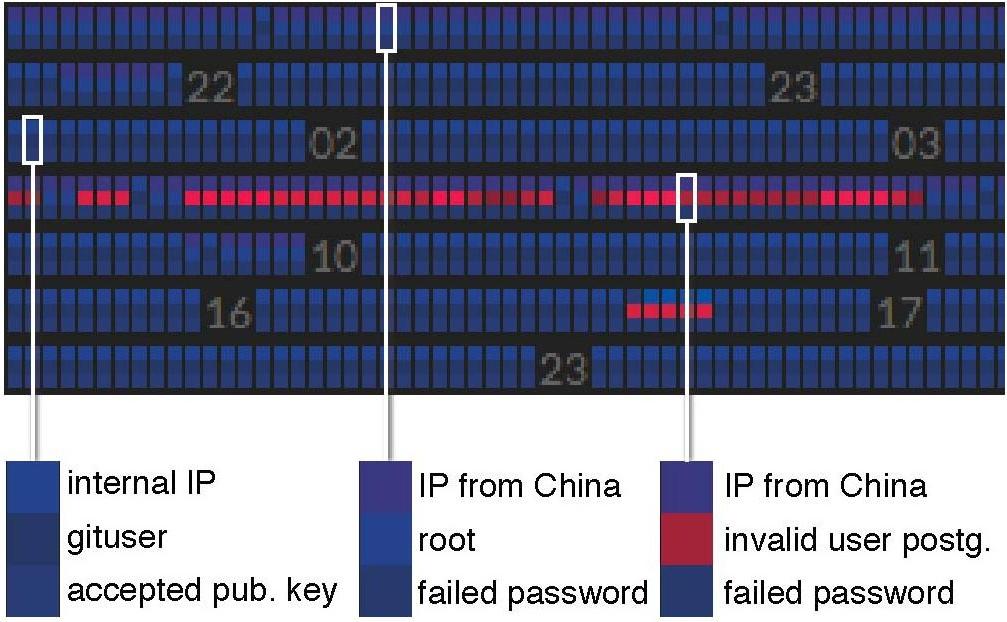 22 23
02 03
10 11
16 17
23
internal IP
gituser
accepted pub. key
IP from China
root
failed password
IP from China
invalid user postg.
failed password